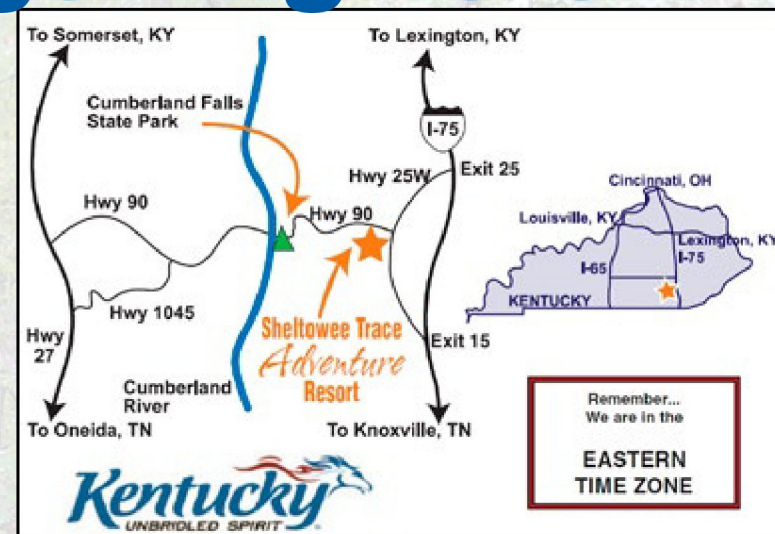 To Somerset, KY
To Lexington, KY
Cumberland Falls
State Park
I-75
Exit 25
Hwy 25W
Hwy 90
Hwy 90
Hwy 1045
Hwy
27
Sheltowee Trace
Adventure
Resort
Exit 15
Cumberland
River
To Oneida, TN
To Knoxville, TN
Cincinnati, OH
Louisville, KY
Lexington, KY
I-75
I-65
KENTUCKY
Remember...
We are in the
EASTERN
TIME ZONE
Kentucky
UNBRIDLED SPIRIT